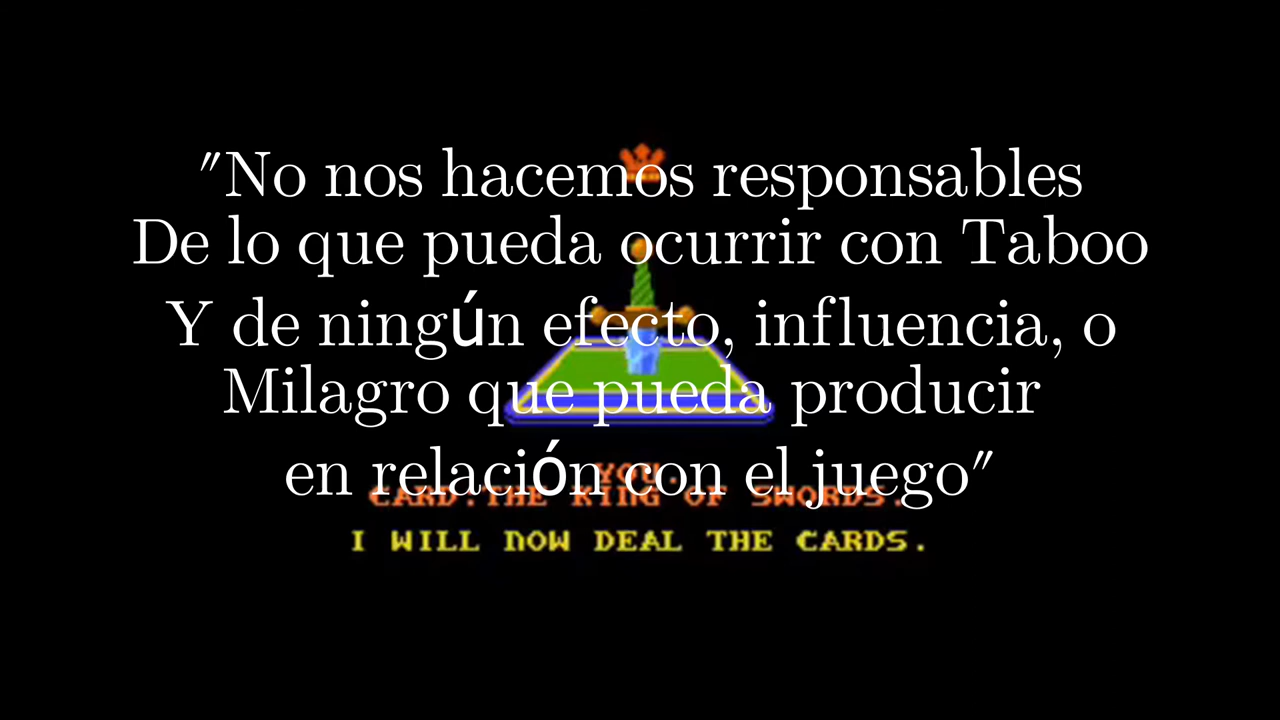 "No nos hacemos responsables
De lo que pueda ocurrir con Taboo
Y de ningún efecto, influencia, o
Milagro que pueda producir
en relación con el juego"
YOU.
CARD:THE KING OF SWORDS.
I WILL NOW DEAL THE CARDS.